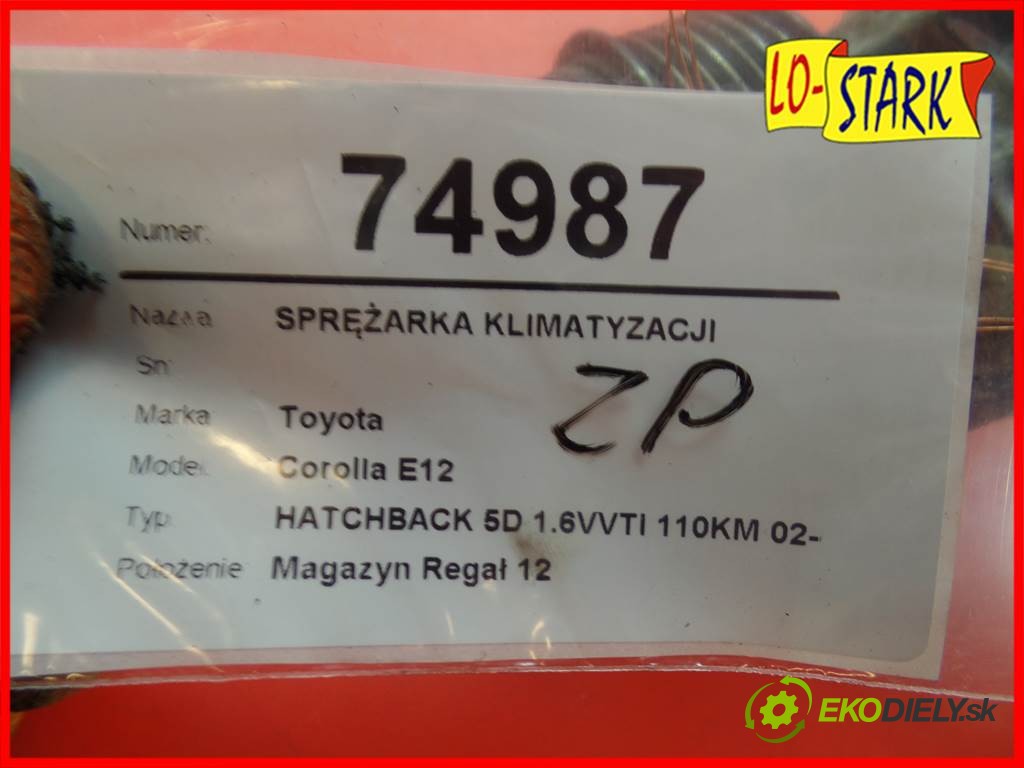 LO-STARK
Numer: 74987
Nazwa SPRĘŻARKA KLIMATYZACJI
Sn:
ZP
Marka Toyota
Model Corolla E12
Typ HATCHBACK 5D 1.6VVTI 110KM 02-
Położenie Magazyn Regał 12
EKODIELY.sk